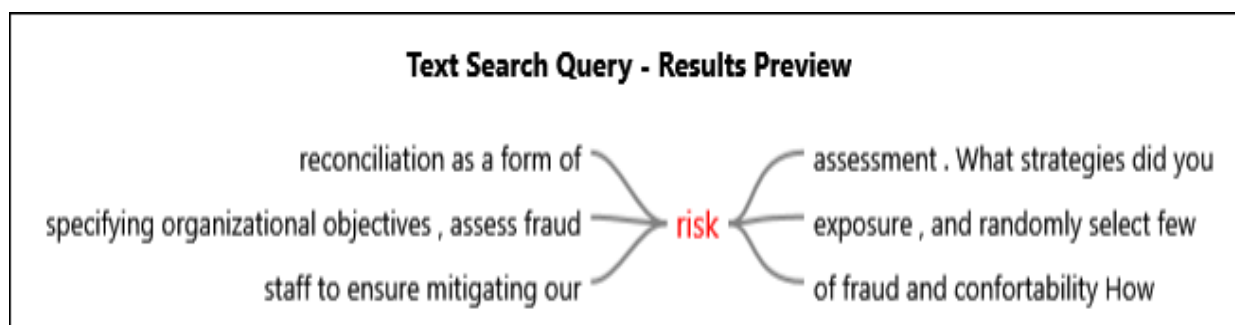 Text Search Query - Results Preview
reconciliation as a form of
specifying organizational objectives , assess fraud
staff to ensure mitigating our
risk
assessment . What strategies did you
exposure , and randomly select few
of fraud and confortability How